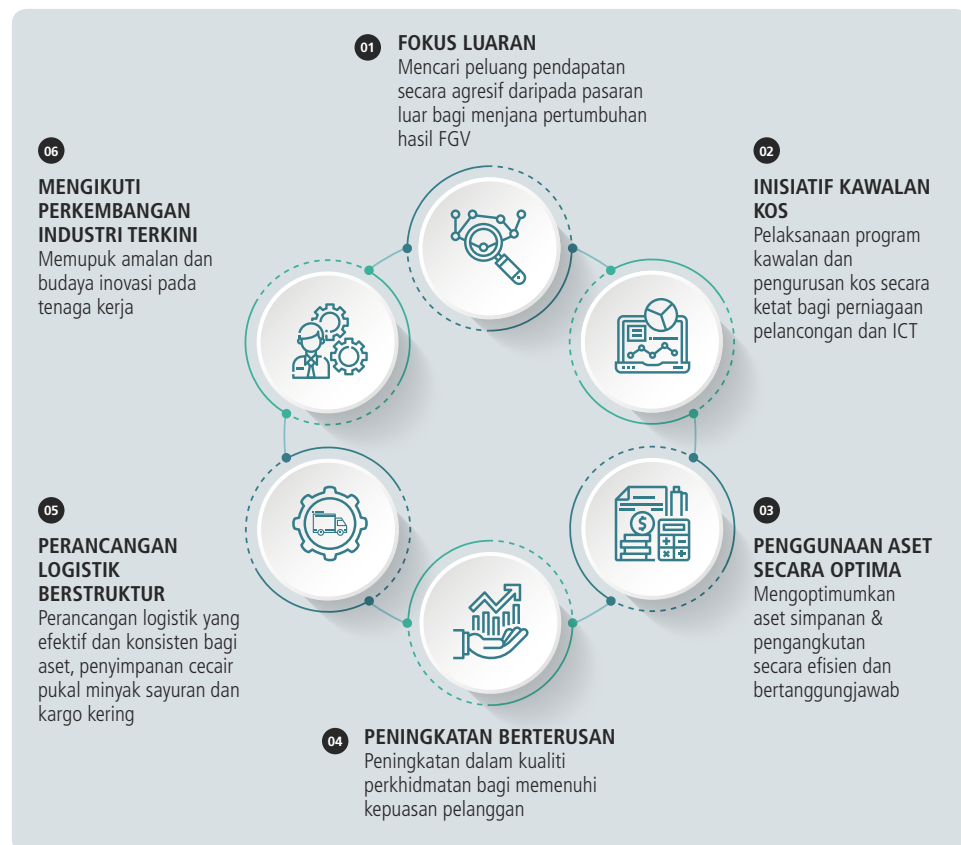 01
FOKUS LUARAN
Mencari peluang pendapatan
secara agresif daripada pasaran
luar bagi menjana pertumbuhan
hasil FGV
02
INISIATIF KAWALAN
KOS
Pelaksanaan program
kawalan dan
pengurusan kos secara
ketat bagi perniagaan
pelancongan dan ICT
03
PENGGUNAAN ASET
SECARA OPTIMA
Mengoptimumkan
aset simpanan &
pengangkutan
secara efisien dan
bertanggungjawab
04
PENINGKATAN BERTERUSAN
Peningkatan dalam kualiti
perkhidmatan bagi memenuhi
kepuasan pelanggan
05
PERANCANGAN
LOGISTIK
BERSTRUKTUR
Perancangan logistik yang
efektif dan konsisten bagi
aset, penyimpanan cecair
pukal minyak sayuran dan
kargo kering
06
MENGIKUTI
PERKEMBANGAN
INDUSTRI TERKINI
Memupuk amalan dan
budaya inovasi pada
tenaga kerja